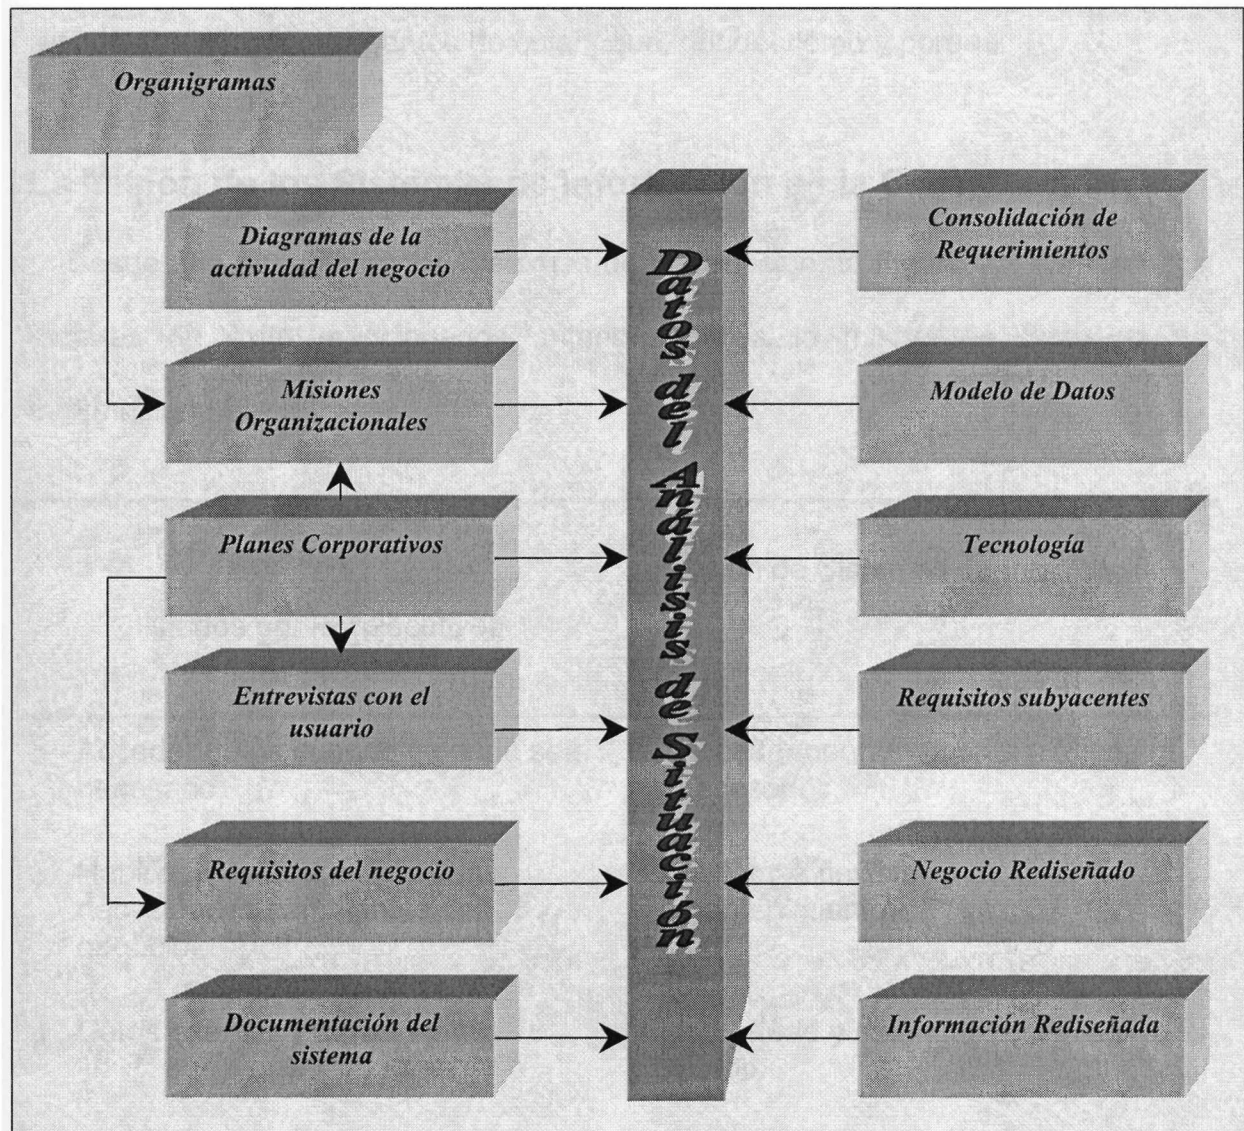 Organigramas
Diagramas de la
activudad del negocio
Misiones
Organizacionales
Planes Corporativos
Entrevistas con el
usuario
Requisitos del negocio
Documentación del
sistema
Datos del Análisis de Situación
Consolidación de
Requerimientos
Modelo de Datos
Tecnología
Requisitos subyacentes
Negocio Rediseñado
Información Rediseñada